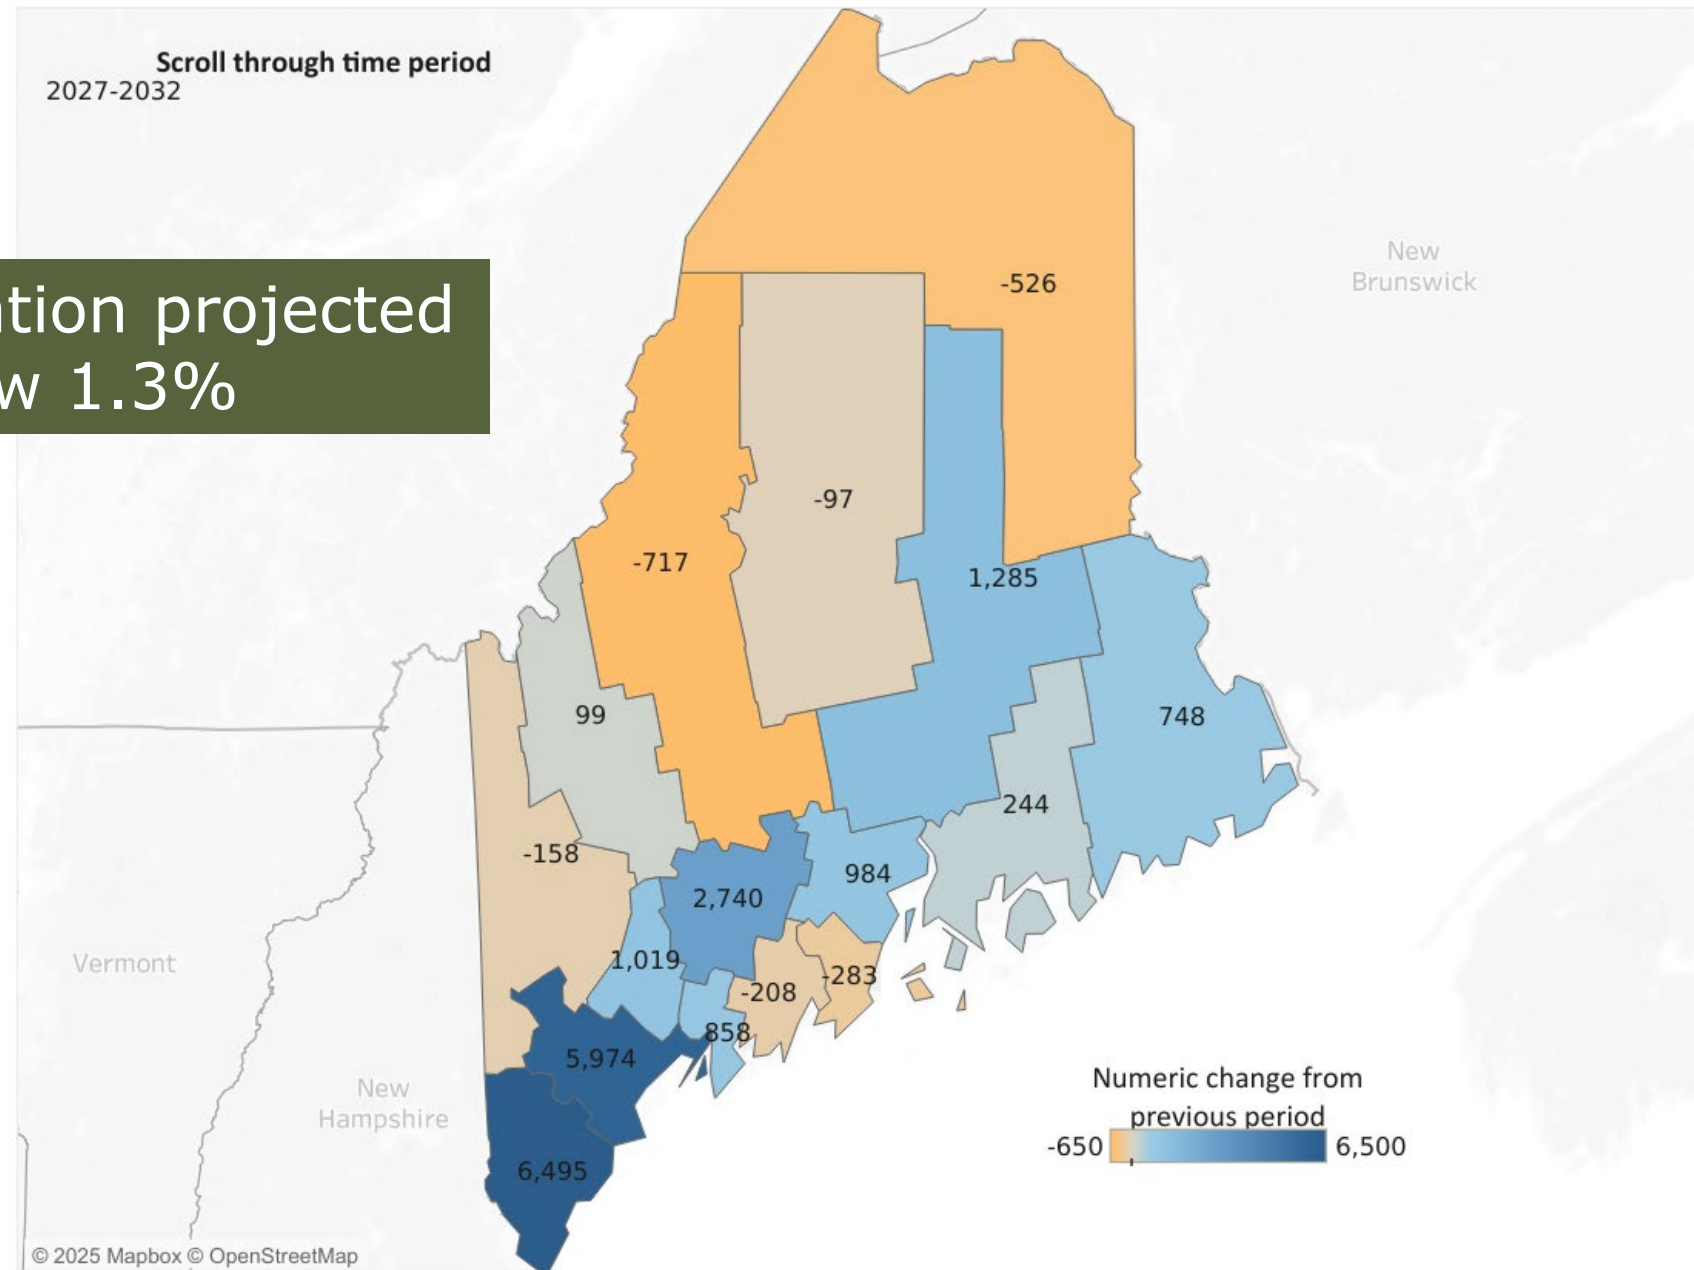 Scroll through time period
2027-2032
New
Brunswick
-526
projected
1.3%
-97
-717
1,285
99
748
244
-158
984
2,740
1,019
-283
-208
858
Vermont
5,974
New
Hampshire
Numeric change from
previous period
-650
6,500
6,495
© 2025 Mapbox © OpenStreetMap